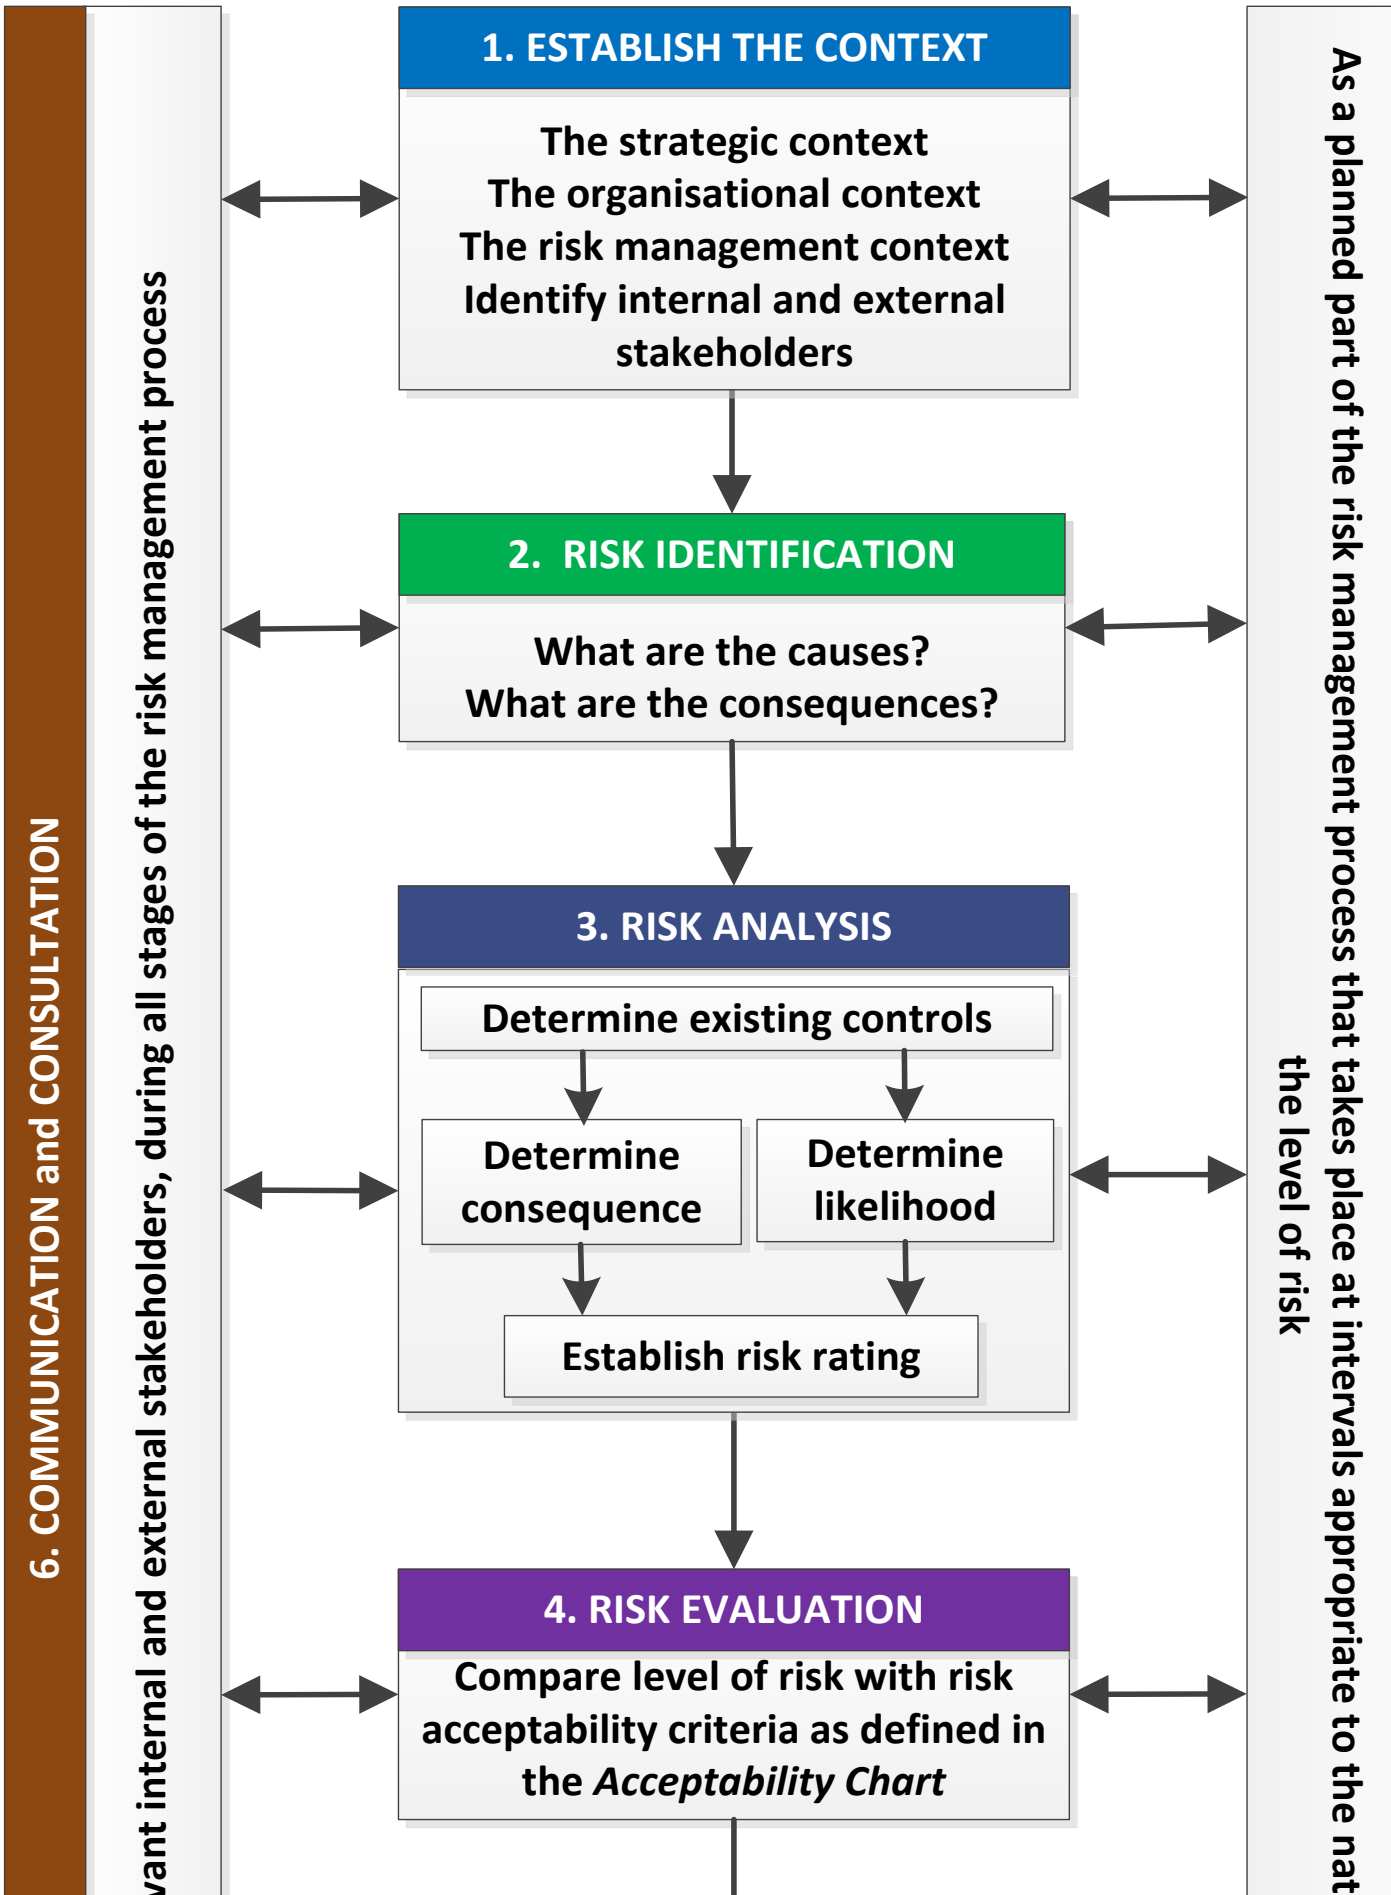 6. COMMUNICATION and CONSULTATION
internal and external stakeholders, during all stages of the risk management process
1. ESTABLISH THE CONTEXT
The strategic context
The organisational context
The risk management context
Identify internal and external
stakeholders
2. RISK IDENTIFICATION
What are the causes?
What are the consequences?
3. RISK ANALYSIS
Determine existing controls
Determine
consequence
Determine
likelihood
Establish risk rating
4. RISK EVALUATION
Compare level of risk with risk
acceptability criteria as defined in
the Acceptability Chart
As a planned part of the risk management process that takes place at intervals appropriate to the
the level of risk